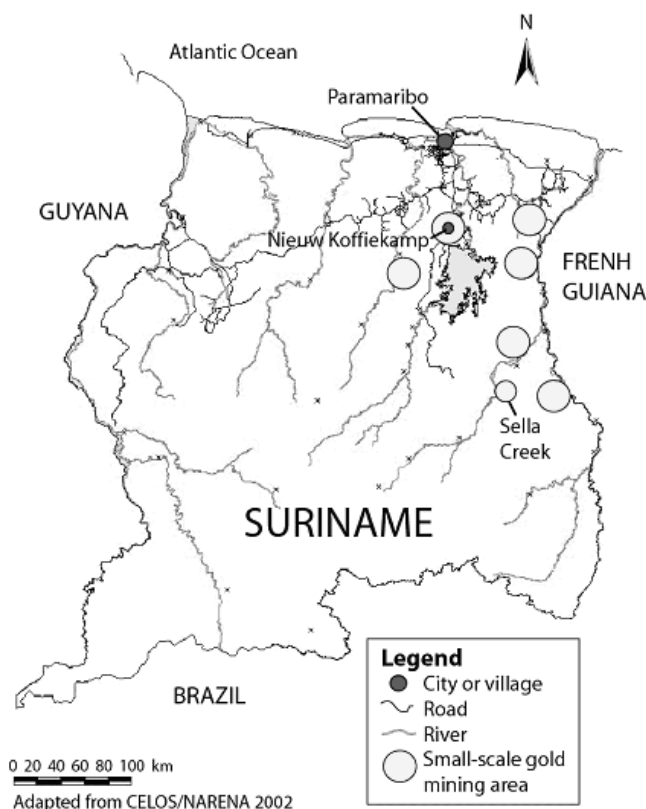 Atlantic Ocean
N
Paramaribo
GUYANA
Nieuw Koffiekamp
FRENH
GUIANA
Sella
Creek
SURINAME
BRAZIL
Legend
City or village
Road
River
Small-scale gold
mining area
0 20 40 60 80 100 km
Adapted from CELOS/NARENA 2002